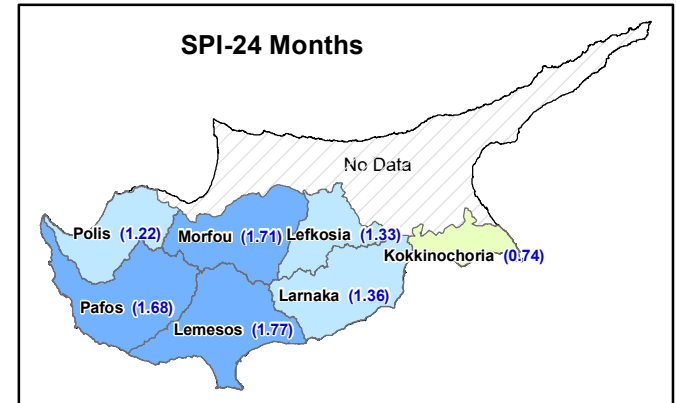 SPI-24 Months
No Data
Polis (1.22)
Morfou (1.71)
Lefkosia (1.33)
Kokkinochoria (0.74)
Pafos (1.68)
Larnaka (1.36)
Lemesos (1.77)